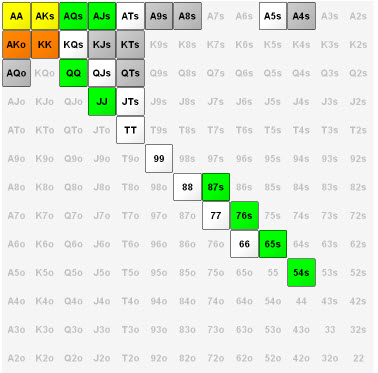 AA AKs AQs AJs ATs A9s A8s A7s A6s A5s A4s A3s A2s
AKo KK KQs KJs KTs K9s K8s K7s K6s K5s K4s K3s K2s
AQo KQo QQ QJs QTs Q9s Q8s Q7s Q6s Q5s Q4s Q3s Q2s
AJo KJo QJo JJ JTs J9s J8s J7s J6s J5s J4s J3s J2s
ATo KTo QTo JTo TT T9s T8s T7s T6s T5s T4s T3s T2s
A9o K9o Q9o J9o T9o 99 98s 97s 96s 95s 94s 93s 92s
A8o K8o Q8o J8o T8o 98o 88 87s 86s 85s 84s 83s 82s
A7o K7o Q7o J7o T7o 97o 87o 77 76s 75s 74s 73s 72s
A6o K6o Q6o J6o T6o 96o 86o 76o 66 65s 64s 63s 62s
A5o K5o Q5o J5o T5o 95o 85o 75o 65o 55 54s 53s 52s
A4o K4o Q4o J4o T4o 94o 84o 74o 64o 54o 44 43s 42s
A3o K3o Q3o J3o T3o 93o 83o 73o 63o 53o 43o 33 32s
A2o K2o Q2o J2o T2o 92o 82o 72o 62o 52o 42o 32o 22